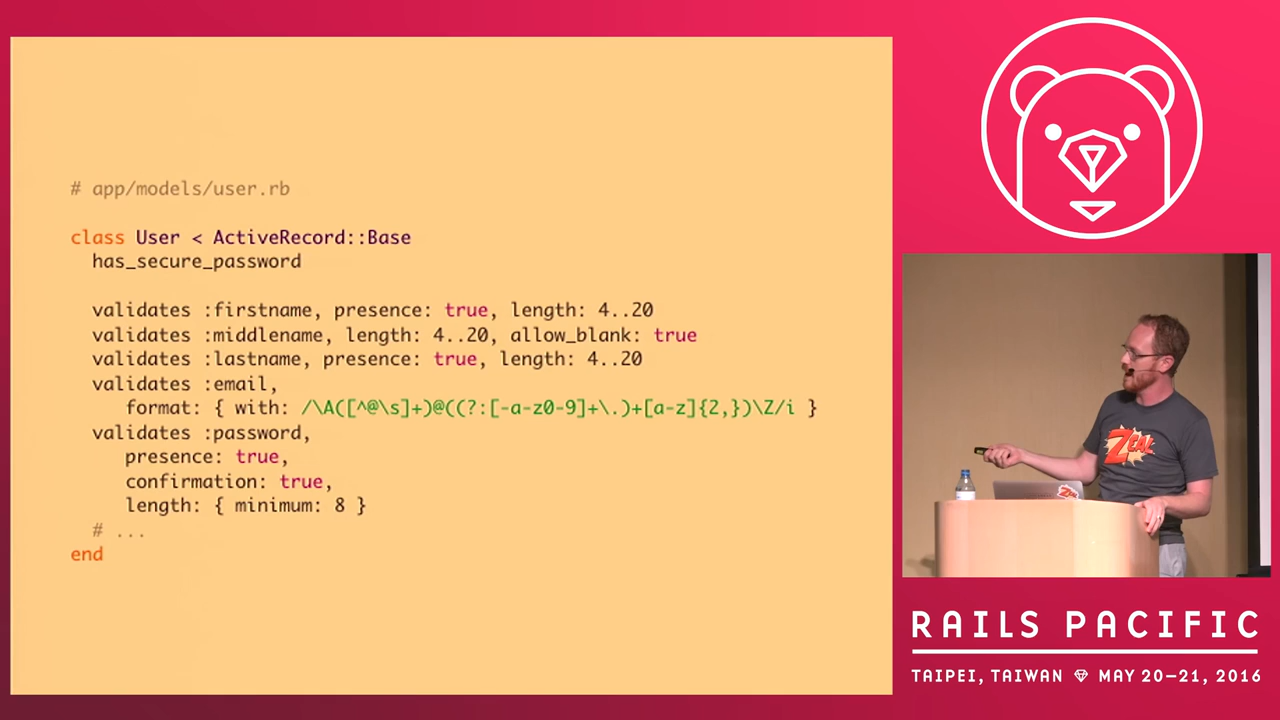 # app/models/user.rb
class User < ActiveRecord::Base
has_secure_password
validates :firstname, presence: true, length: 4..20
validates :middlename, length: 4..20, allow_blank: true
validates :lastname, presence: true, length: 4..20
validates :email,
format: { with: /\A([^@\s]+)@((?:[-a-z0-9]+\.)+[a-z]{2,})\Z/i }
validates :password,
presence: true,
confirmation: true,
length: { minimum: 8 }
# ...
end
ZEAL
RAILS PACIFIC
TAIPEI, TAIWAN MAY 20–21, 2016